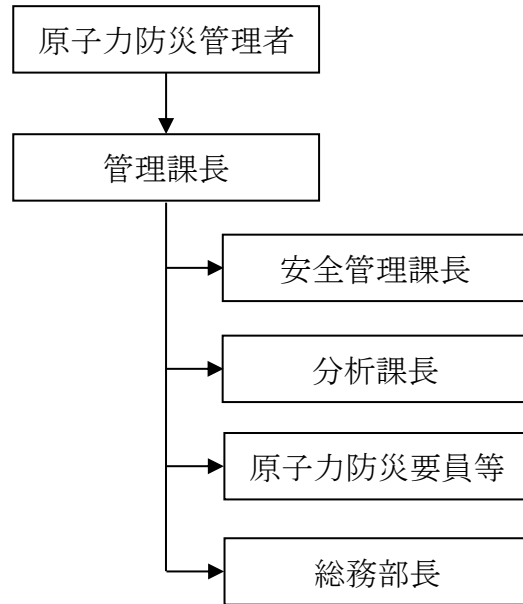 原子力防災管理者
管理課長
安全管理課長
分析課長
原子力防災要員等
総務部長